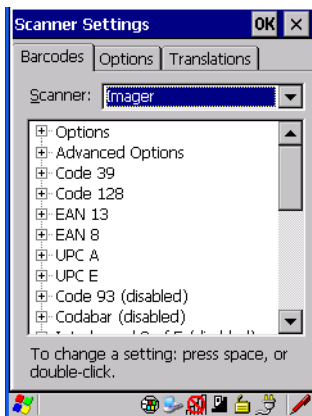 Scanner Settings OK ×
Barcodes Options Translations
Scanner: Imager
Options
Advanced Options
Code 39
Code 128
EAN 13
EAN 8
UPC A
UPC E
Code 93 (disabled)
Codabar (disabled)
To change a setting: press space, or
double-click.